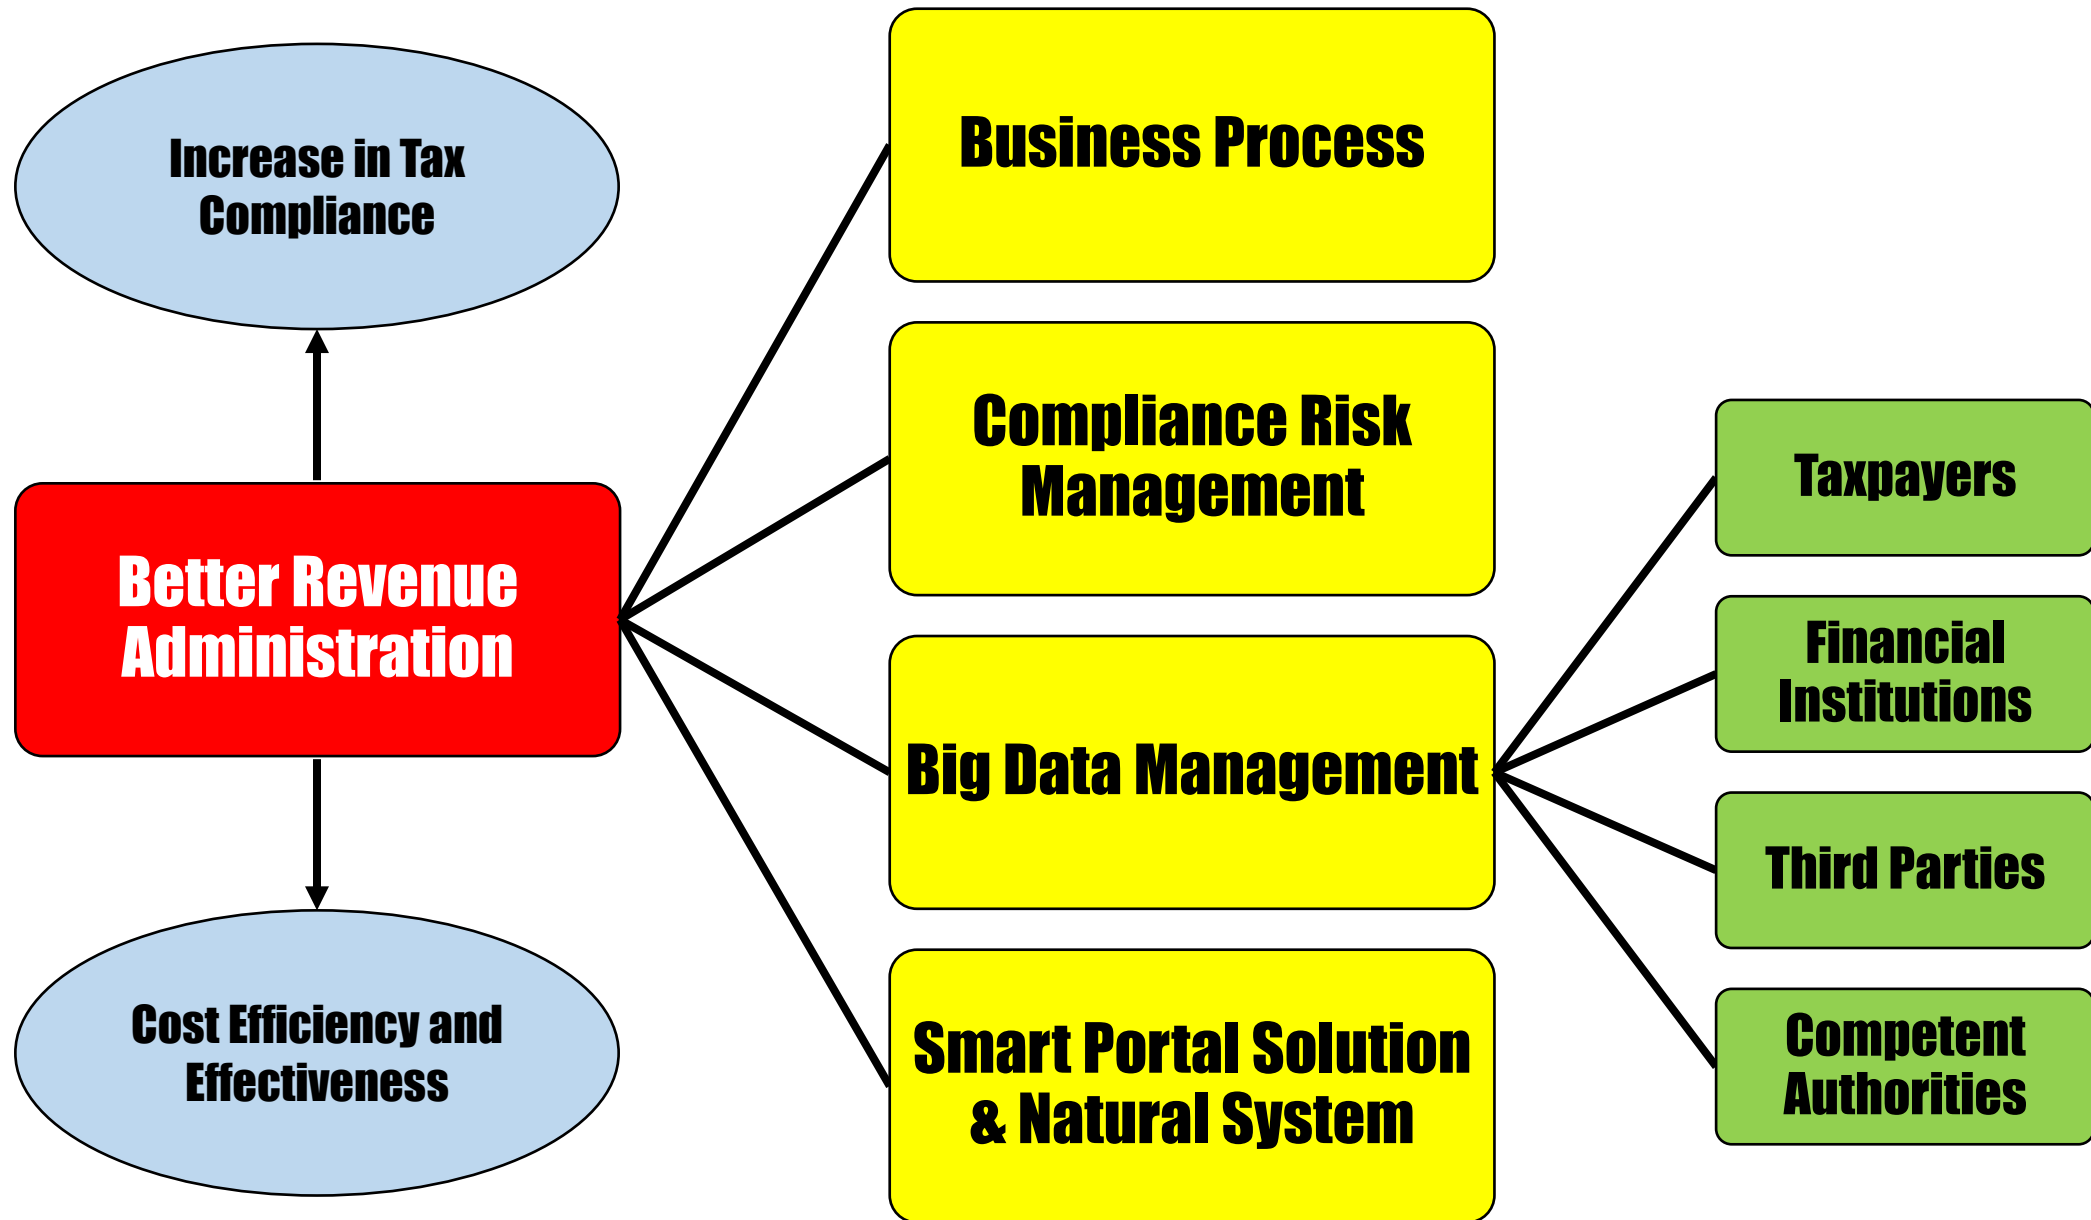 Increase in Tax
Compliance
Better Revenue
Administration
Cost Efficiency and
Effectiveness
Business Process
Compliance Risk
Management
Big Data Management
Smart Portal Solution
& Natural System
Taxpayers
Financial
Institutions
Third Parties
Competent
Authorities